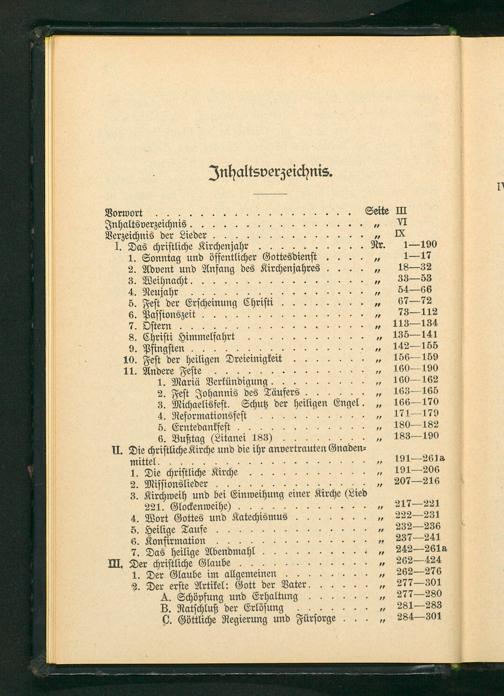 Inhaltsverzeichnis.
Vorwort . . . . . . . . . . . . . . . . Seite III
Inhaltsverzeichnis . . . . . . . . . . . . . „ VI
Verzeichnis der Lieder . . . . . . . . . . . „ IX
I. Das christliche Kirchenjahr . . . . . . . . . Nr. 1—190
1. Sonntag und öffentlicher Gottesdienst . . . . „ 1—17
2. Advent und Anfang des Kirchenjahres . . . . „ 18—32
3. Weihnacht . . . . . . . . . . . . . „ 33—53
4. Neujahr . . . . . . . . . . . . . . „ 54—66
5. Fest der Erscheinung Christi . . . . . . . „ 67—72
6. Passionszeit . . . . . . . . . . . . . „ 73—112
7. Ostern . . . . . . . . . . . . . . „ 113—134
8. Christi Himmelfahrt . . . . . . . . . . „ 135—141
9. Pfingsten . . . . . . . . . . . . . . „ 142—155
10. Fest der heiligen Dreieinigkeit . . . . . . „ 156—159
11. Andere Feste . . . . . . . . . . . . „ 160—190
1. Mariä Verkündigung . . . . . . . . „ 160—162
2. Fest Johannis des Täufers . . . . . . „ 163—165
3. Michaelisfest. Schutz der heiligen Engel . „ 166—170
4. Reformationsfest . . . . . . . . . „ 171—179
5. Erntedankfest . . . . . . . . . . „ 180—182
6. Bußtag (Litanei 183) . . . . . . . . „ 183—190
II. Die christliche Kirche und die ihr anvertrauten Gnaden-
mittel . . . . . . . . . . . . . . . . „ 191—261a
1. Die christliche Kirche . . . . . . . . . „ 191—206
2. Missionslieder . . . . . . . . . . . . „ 207—216
3. Kirchweih und bei Einweihung einer Kirche (Lied
221. Glockenweihe) . . . . . . . . . . „ 217—221
4. Wort Gottes und Katechismus . . . . . . „ 222—231
5. Heilige Taufe . . . . . . . . . . . . „ 232—236
6. Konfirmation . . . . . . . . . . . . „ 237—241
7. Das heilige Abendmahl . . . . . . . . . „ 242—261a
III. Der christliche Glaube . . . . . . . . . . . „ 262—424
1. Der Glaube im allgemeinen . . . . . . . „ 262—276
2. Der erste Artikel: Gott der Vater . . . . . „ 277—301
A. Schöpfung und Erhaltung . . . . . . „ 277—280
B. Ratschluß der Erlösung . . . . . . . „ 281—283
C. Göttliche Regierung und Fürsorge . . . „ 284—301